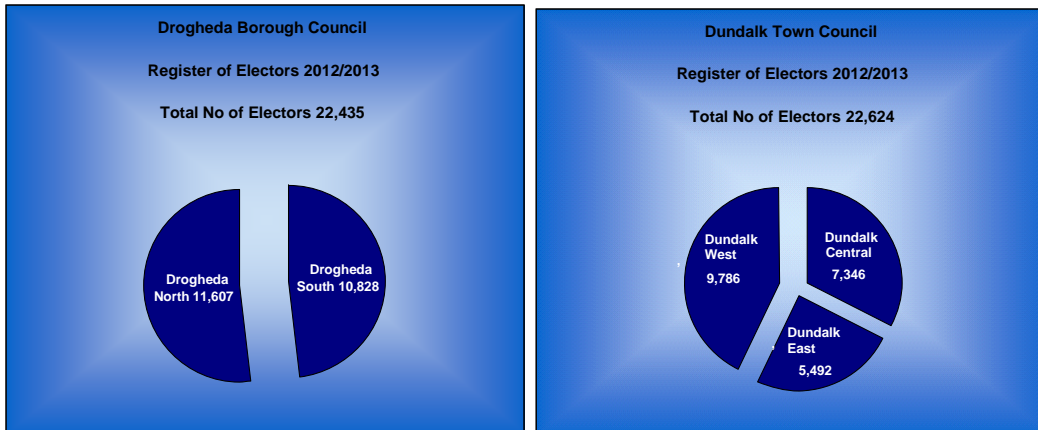 Drogheda Borough Council
Register of Electors 2012/2013
Total No of Electors 22,435
Drogheda
North 11,607
Drogheda
South 10,828
Dundalk Town Council
Register of Electors 2012/2013
Total No of Electors 22,624
Dundalk
West
9,786
Dundalk
Central
7,346
Dundalk
East
5,492